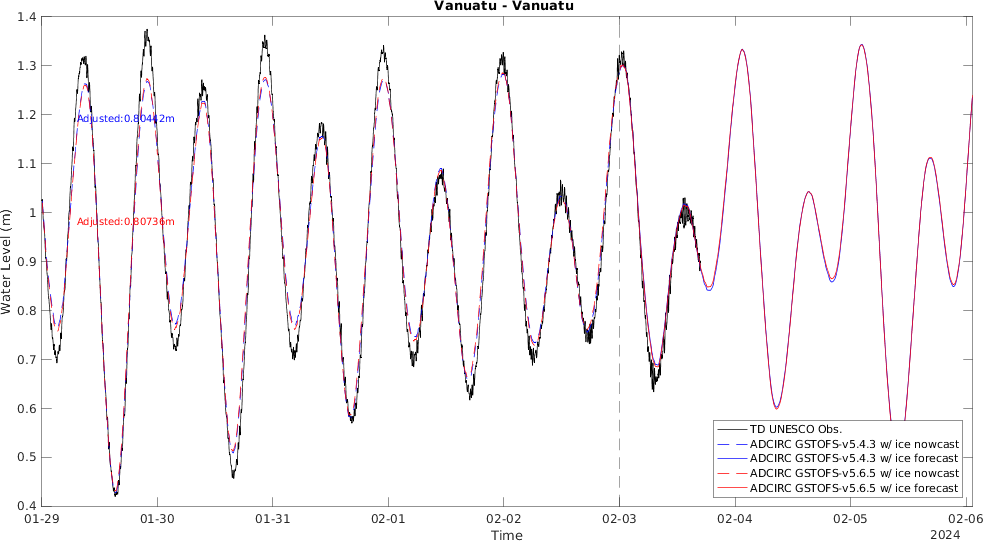 Vanuatu - Vanuatu
1.4
1.3
1.2
1.1
1
0.9
0.8
0.7
0.6
0.5
0.4
Water Level (m)
Adjusted:0.80442m
Adjusted:0.80736m
TD UNESCO Obs.
ADCIRC GSTOFS-v5.4.3 w/ ice nowcast
ADCIRC GSTOFS-v5.4.3 w/ ice forecast
ADCIRC GSTOFS-v5.6.5 w/ ice nowcast
ADCIRC GSTOFS-v5.6.5 w/ ice forecast
01-29 01-30 01-31 02-01 02-02 02-03 02-04 02-05 02-06
Time
2024